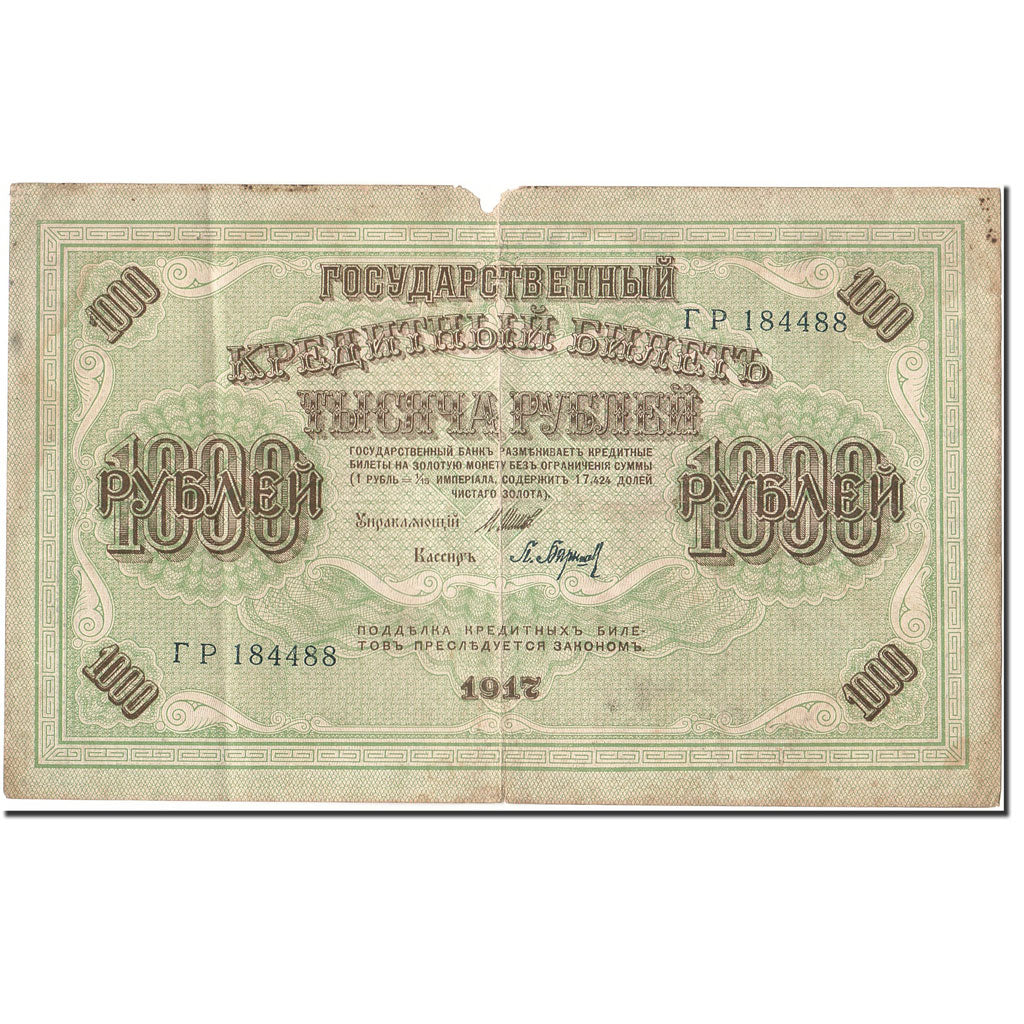 1000
ГОСУДАРСТВЕННЫЙ
1000
ГР 184488
КРЕДИТНЫЙ БИЛЕТЪ
ТЫСЯЧА РУБЛЕЙ
ГОСУДАРСТВЕННЫЙ БАНКЪ РАЗМѢНИВАЕТЪ КРЕДИТНЫЕ
БИЛЕТЫ НА ЗОЛОТУЮ МОНЕТУ БЕЗЪ ОГРАНИЧЕНІЯ СУММЫ
(1 РУБЛЬ = 1/15 ИМПЕРІАЛА, СОДЕРЖИТЪ 17,424 ДОЛЕЙ
ЧИСТАГО ЗОЛОТА).
1000 РУБЛЕЙ
1000 РУБЛЕЙ
Управляющій
Кассиръ
ПОДДѢЛКА КРЕДИТНЫХЪ БИЛЕ-
ТОВЪ ПРЕСЛѢДУЕТСЯ ЗАКОНОМЪ.
ГР 184488
1917
1000
1000